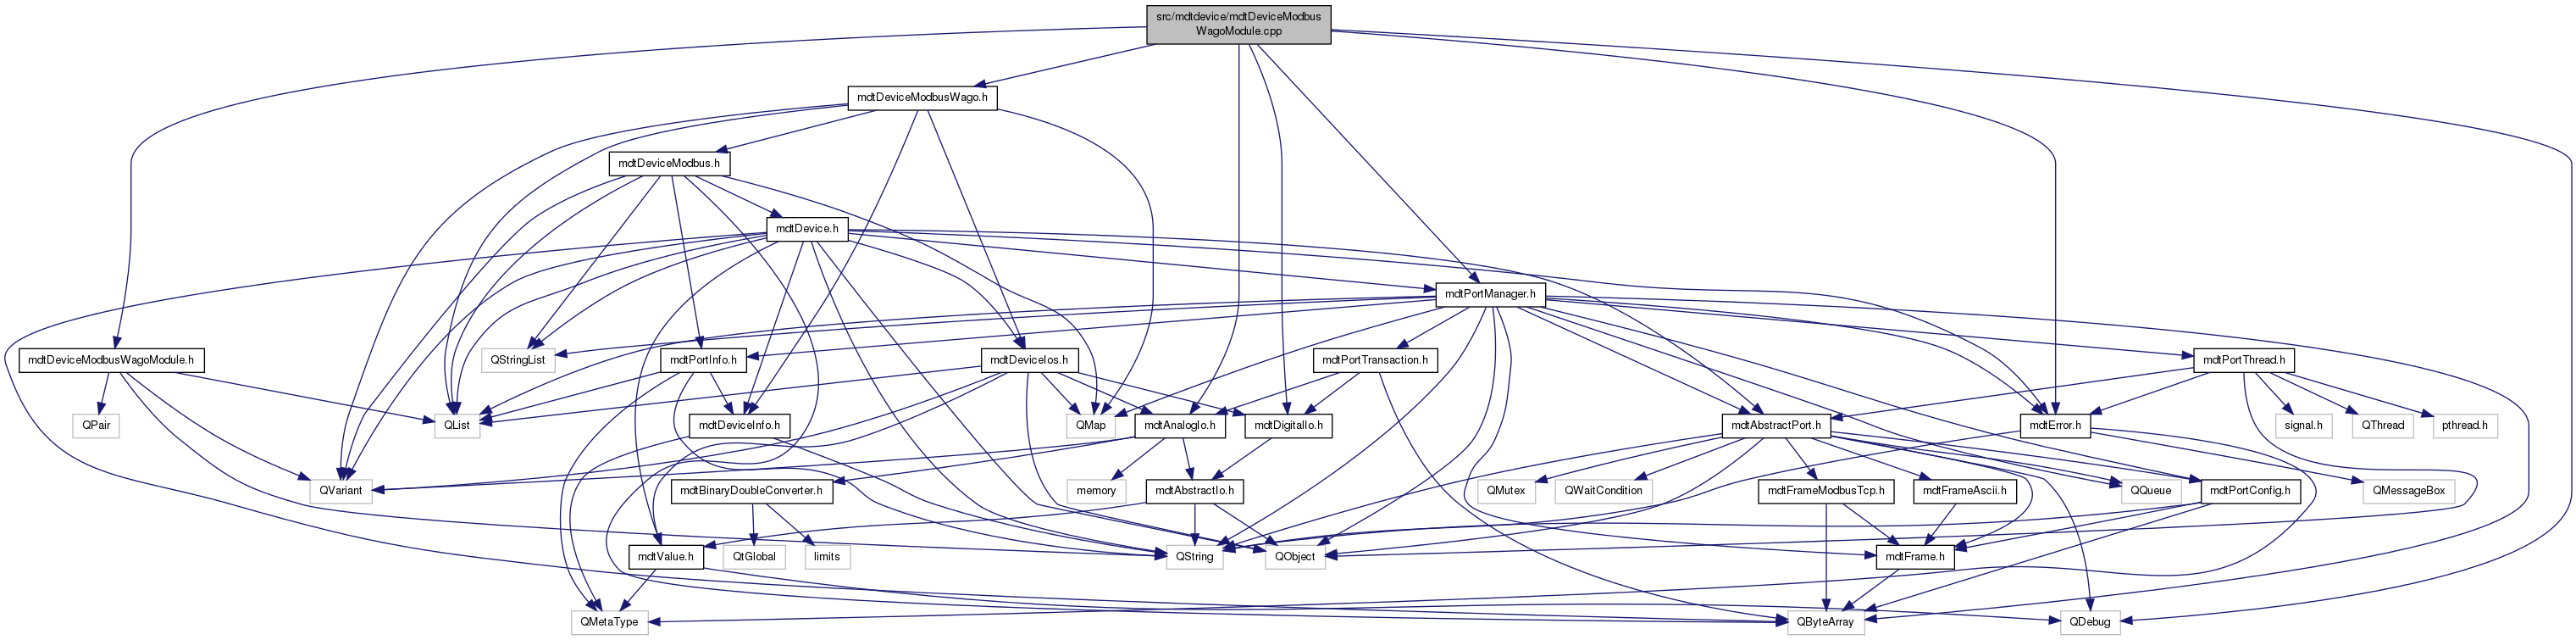 src/mdtdevice/mdtDeviceModbus
WagoModule.cpp
mdtDeviceModbusWago.h
mdtDeviceModbus.h
mdtDevice.h
mdtPortManager.h
mdtDeviceModbusWagoModule.h
QStringList
mdtPortInfo.h
mdtDeviceIos.h
mdtPortTransaction.h
mdtPortThread.h
QPair
QList
mdtDeviceInfo.h
QMap
mdtAnalogIo.h
mdtDigitalIo.h
mdtAbstractPort.h
mdtError.h
signal.h
QThread
pthread.h
QVariant
mdtBinaryDoubleConverter.h
memory
mdtAbstractIo.h
QMutex
QWaitCondition
mdtFrameModbusTcp.h
mdtFrameAscii.h
QQueue
mdtPortConfig.h
QMessageBox
mdtValue.h
QtGlobal
limits
QString
QObject
mdtFrame.h
QMetaType
QByteArray
QDebug